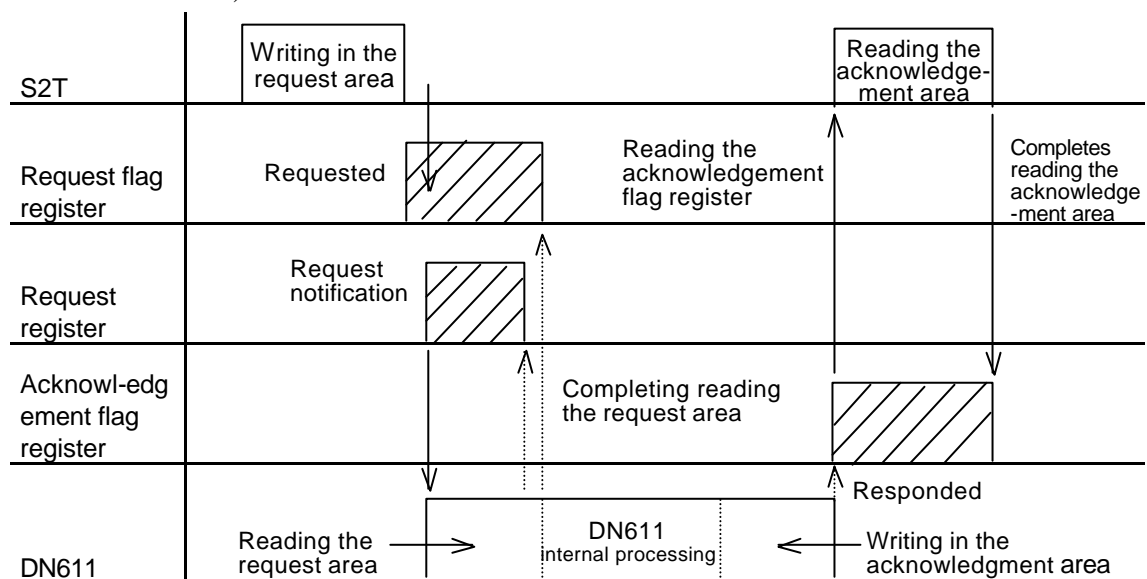 Writing in the
request area
Reading the
acknowledge-
ment area
S2T
Request flag
register
Requested
Reading the
acknowledgement
flag register
Completes
reading the
acknowledge
-ment area
Request
register
Request
notification
Acknowl-edg
ement flag
register
Completing reading
the request area
Responded
DN611
Reading the
request area
DN611
internal processing
Writing in the
acknowledgment area